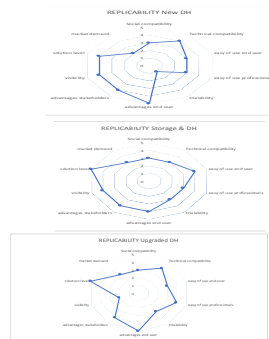 REPLICABILITY New DH
Social compatibility
market demand
Technical compatibility
solution level
easy of use end user
visibility
easy of use professionals
advantages stakeholders
trialability
advantages end user
REPLICABILITY Storage & DH
Social compatibility
market demand
Technical compatibility
solution level
easy of use end user
visibility
easy of use professionals
advantages stakeholders
trialability
advantages end user
REPLICABILITY Upgraded DH
Social compatibility
market demand
Technical compatibility
solution level
easy of use end user
visibility
easy of use professionals
advantages stakeholders
trialability
advantages end user